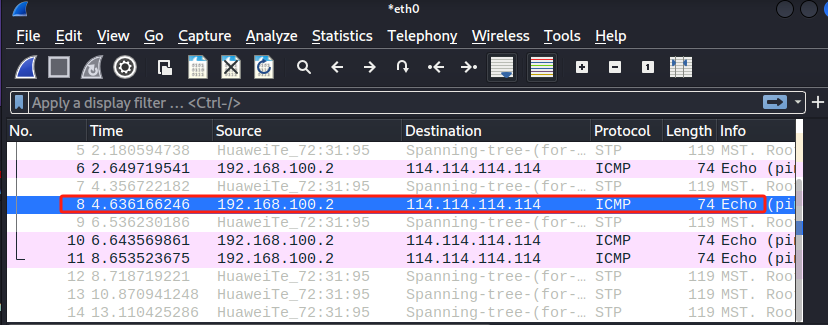 *eth0
File Edit View Go Capture Analyze Statistics Telephony Wireless Tools Help
Apply a display filter … <Ctrl-/>
No. Time Source Destination Protocol Length Info
5 2.180594738 HuaweiTe_72:31:95 Spanning-tree-(for-… STP 119 MST. Roo
6 2.649719541 192.168.100.2 114.114.114.114 ICMP 74 Echo (pin
7 4.356722182 HuaweiTe_72:31:95 Spanning-tree-(for-… STP 119 MST. Roo
8 4.636166246 192.168.100.2 114.114.114.114 ICMP 74 Echo (pin
9 6.536230186 HuaweiTe_72:31:95 Spanning-tree-(for-… STP 119 MST. Roo
10 6.643569861 192.168.100.2 114.114.114.114 ICMP 74 Echo (pin
11 8.653523675 192.168.100.2 114.114.114.114 ICMP 74 Echo (pin
12 8.718719221 HuaweiTe_72:31:95 Spanning-tree-(for-… STP 119 MST. Roo
13 10.870941248 HuaweiTe_72:31:95 Spanning-tree-(for-… STP 119 MST. Roo
14 13.110425286 HuaweiTe_72:31:95 Spanning-tree-(for-… STP 119 MST. Roo